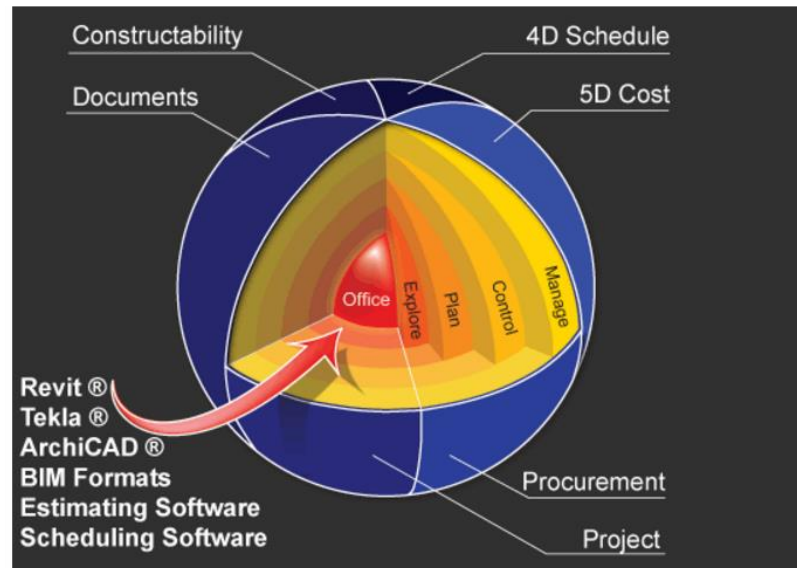 Constructability
4D Schedule
Documents
5D Cost
Office
Explore
Plan
Control
Manage
Revit ®
Tekla ®
ArchiCAD ®
BIM Formats
Estimating Software
Scheduling Software
Procurement
Project